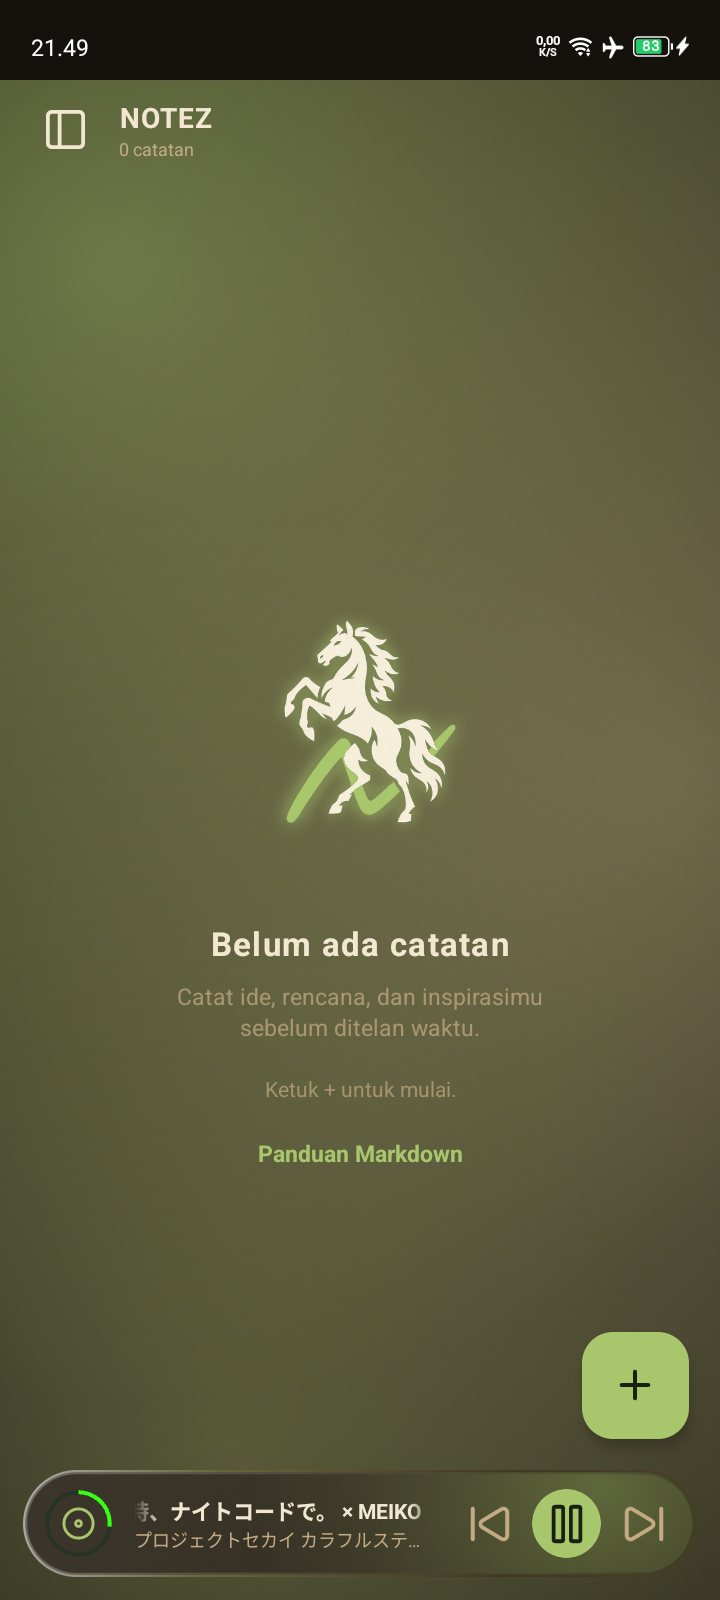 21.49
0,00
K/S
83
NOTEZ
0 catatan
Belum ada catatan
Catat ide, rencana, dan inspirasimu
sebelum ditelan waktu.
Ketuk + untuk mulai.
Panduan Markdown
時、ナイトコードで。 × MEIKO
プロジェクトセカイ カラフルステ…